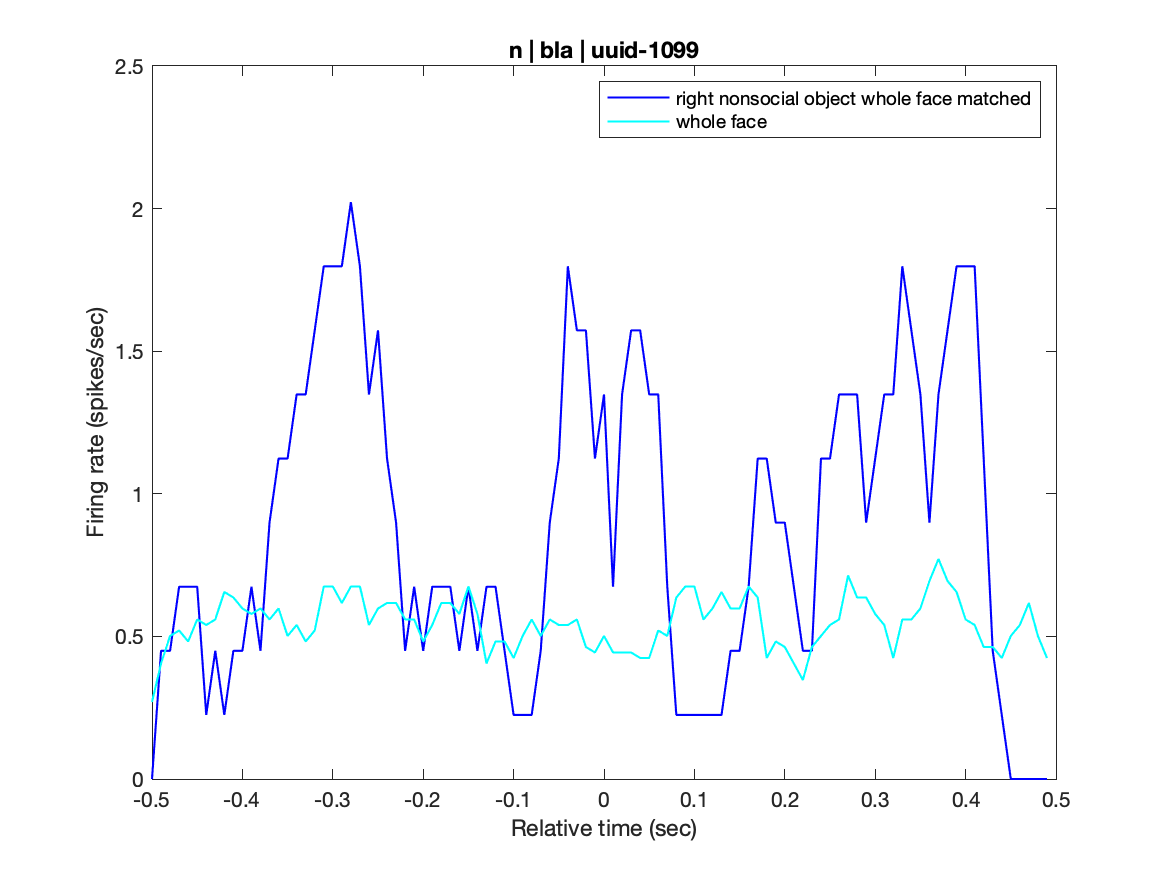 n | bla | uuid-1099
right nonsocial object whole face matched
whole face
2.5
2
1.5
1
0.5
0
Firing rate (spikes/sec)
-0.5 -0.4 -0.3 -0.2 -0.1 0 0.1 0.2 0.3 0.4 0.5
Relative time (sec)